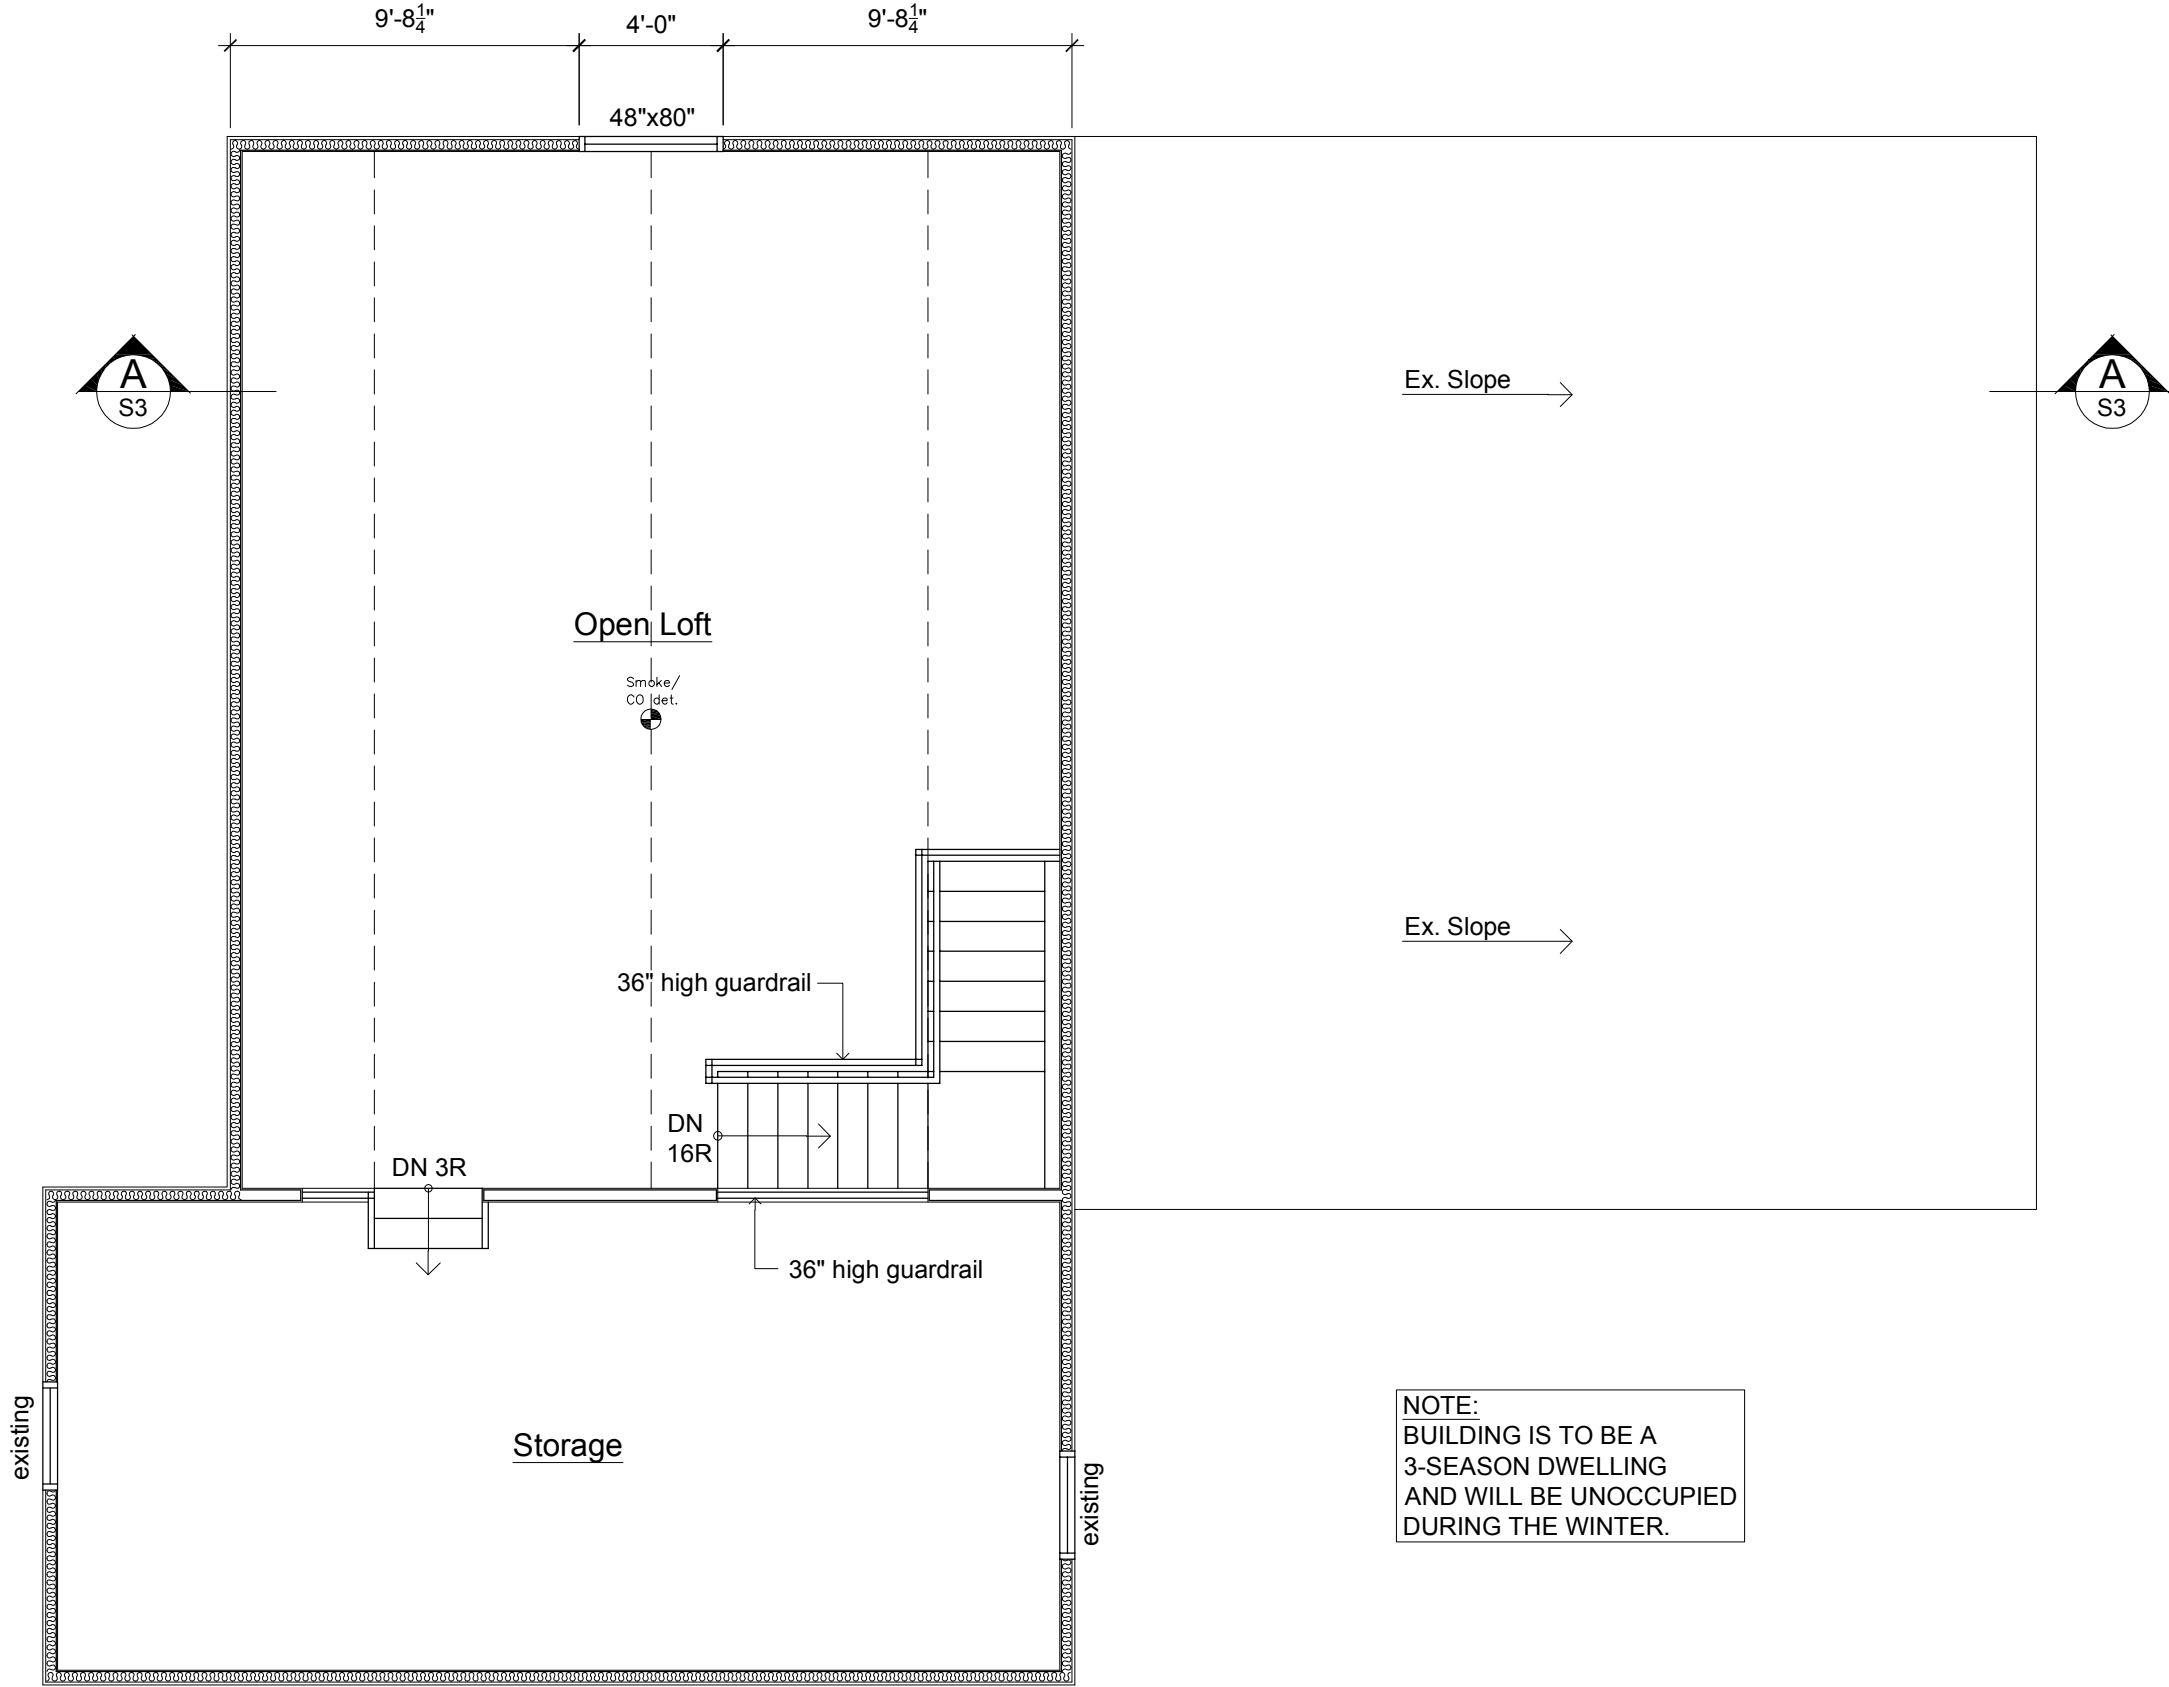 9'-8¼"
4'-0"
9'-8¼"
48"x80"
A
S3
Ex. Slope
A
S3
Open Loft
Smoke/
CO det.
Ex. Slope
36" high guardrail
DN
16R
DN 3R
36" high guardrail
existing
Storage
existing
NOTE:
BUILDING IS TO BE A
3-SEASON DWELLING
AND WILL BE UNOCCUPIED
DURING THE WINTER.